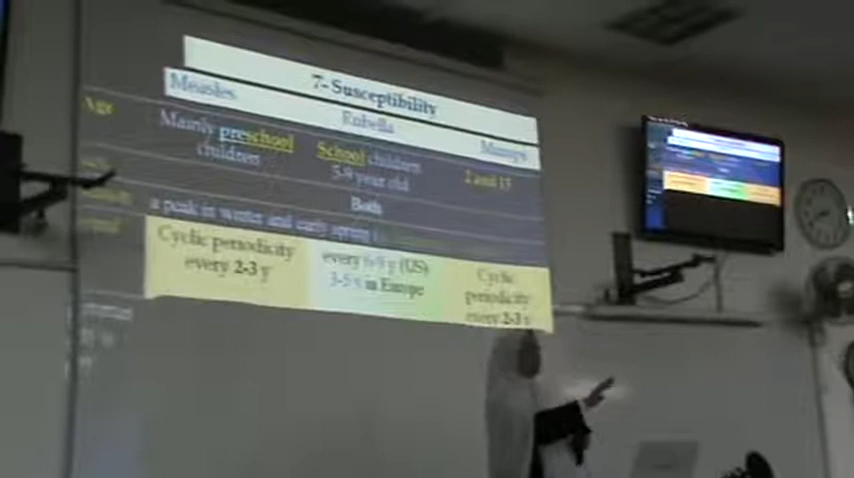 7- Susceptibility
Measles
Rubella
Mumps
Age
Mainly preschool children
School children
5-9 year old
2 and 15
Both
a peak in winter and early spring
Cyclic periodicity
every 2-3 y
every 6-9 y (US)
3-5 y in Europe
Cyclic
periodicity
every 2-3 y